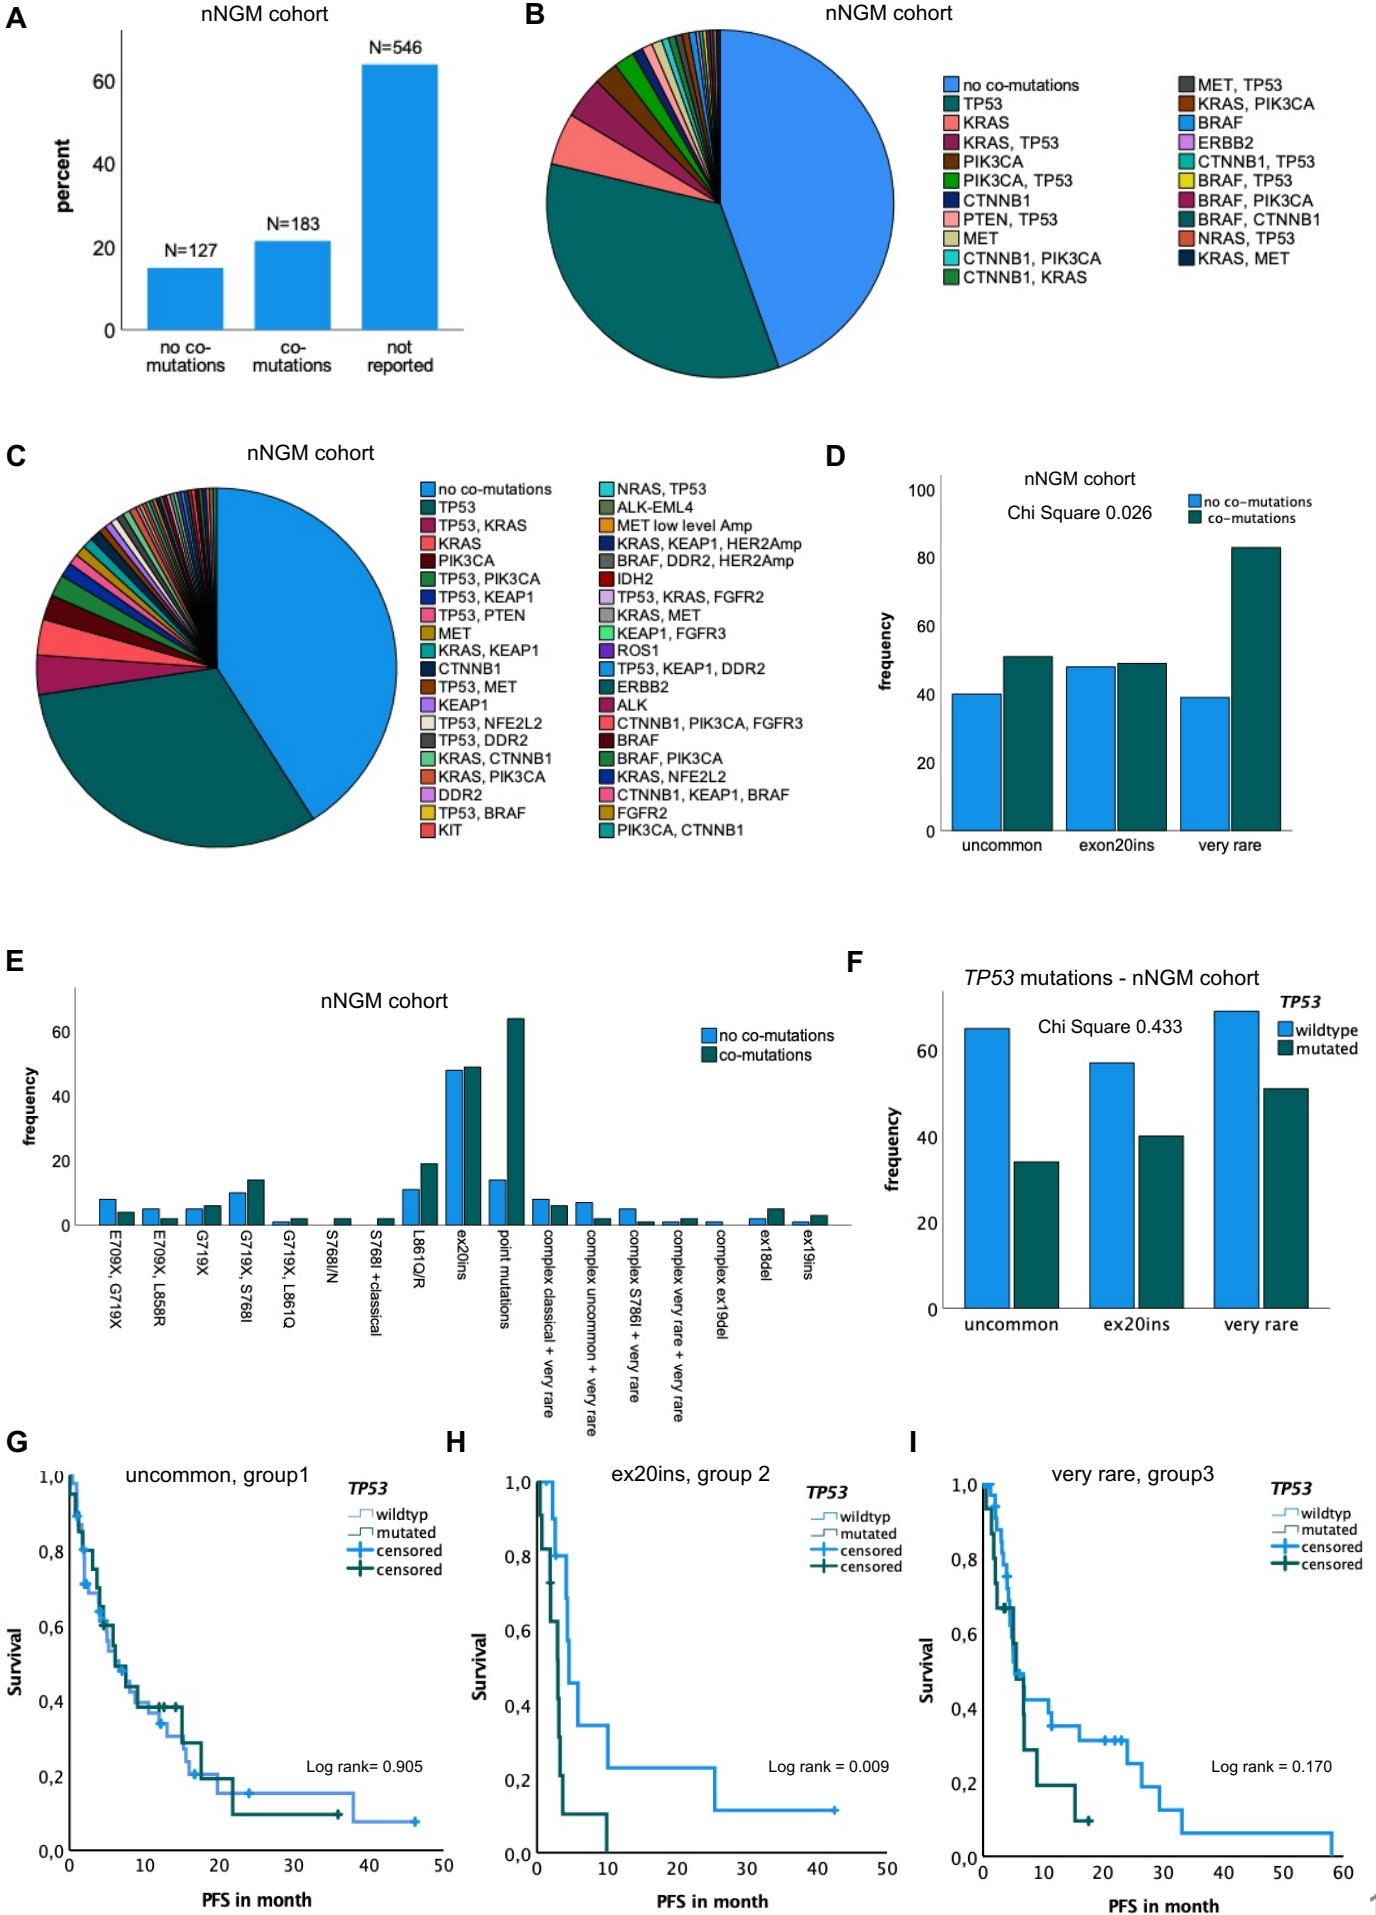 A
nNGM cohort
percent
60
40
20
0
N=127
N=183
N=546
no co-
mutations
co-
mutations
not
reported
B
nNGM cohort
no co-mutations
TP53
KRAS
KRAS, TP53
PIK3CA
PIK3CA, TP53
CTNNB1
PTEN, TP53
MET
CTNNB1, PIK3CA
CTNNB1, KRAS
MET, TP53
KRAS, PIK3CA
BRAF
ERBB2
CTNNB1, TP53
BRAF, TP53
BRAF, PIK3CA
BRAF, CTNNB1
NRAS, TP53
KRAS, MET
C
nNGM cohort
no co-mutations
TP53
TP53, KRAS
KRAS
PIK3CA
TP53, PIK3CA
TP53, KEAP1
TP53, PTEN
MET
KRAS, KEAP1
CTNNB1
TP53, MET
KEAP1
TP53, NFE2L2
TP53, DDR2
KRAS, CTNNB1
KRAS, PIK3CA
DDR2
TP53, BRAF
KIT
NRAS, TP53
ALK-EML4
MET low level Amp
KRAS, KEAP1, HER2Amp
BRAF, DDR2, HER2Amp
IDH2
TP53, KRAS, FGFR2
KRAS, MET
KEAP1, FGFR3
ROS1
TP53, KEAP1, DDR2
ERBB2
ALK
CTNNB1, PIK3CA, FGFR3
BRAF
BRAF, PIK3CA
KRAS, NFE2L2
CTNNB1, KEAP1, BRAF
FGFR2
PIK3CA, CTNNB1
D
nNGM cohort
Chi Square 0.026
no co-mutations
co-mutations
frequency
100
80
60
40
20
0
uncommon
exon20ins
very rare
E
nNGM cohort
no co-mutations
co-mutations
frequency
60
40
20
0
E709X, G719X
E709X, L858R
G719X
G719X, S768I
G719X, L861Q
S768I/N
S768I +classical
L861Q/R
ex20ins
point mutations
complex classical + very rare
complex uncommon + very rare
complex S786I + very rare
complex very rare + very rare
complex ex19del
ex18del
ex19ins
F
TP53 mutations - nNGM cohort
Chi Square 0.433
TP53
wildtype
mutated
frequency
60
40
20
0
uncommon
ex20ins
very rare
G
uncommon, group1
TP53
wildtyp
mutated
censored
censored
Survival
1,0
0,8
0,6
0,4
0,2
0,0
Log rank= 0.905
0 10 20 30 40 50
PFS in month
H
ex20ins, group 2
TP53
wildtyp
mutated
censored
censored
Survival
1,0
0,8
0,6
0,4
0,2
0,0
Log rank = 0.009
0 10 20 30 40 50
PFS in month
I
very rare, group3
TP53
wildtyp
mutated
censored
censored
Survival
1,0
0,8
0,6
0,4
0,2
0,0
Log rank = 0.170
0 10 20 30 40 50 60
PFS in month